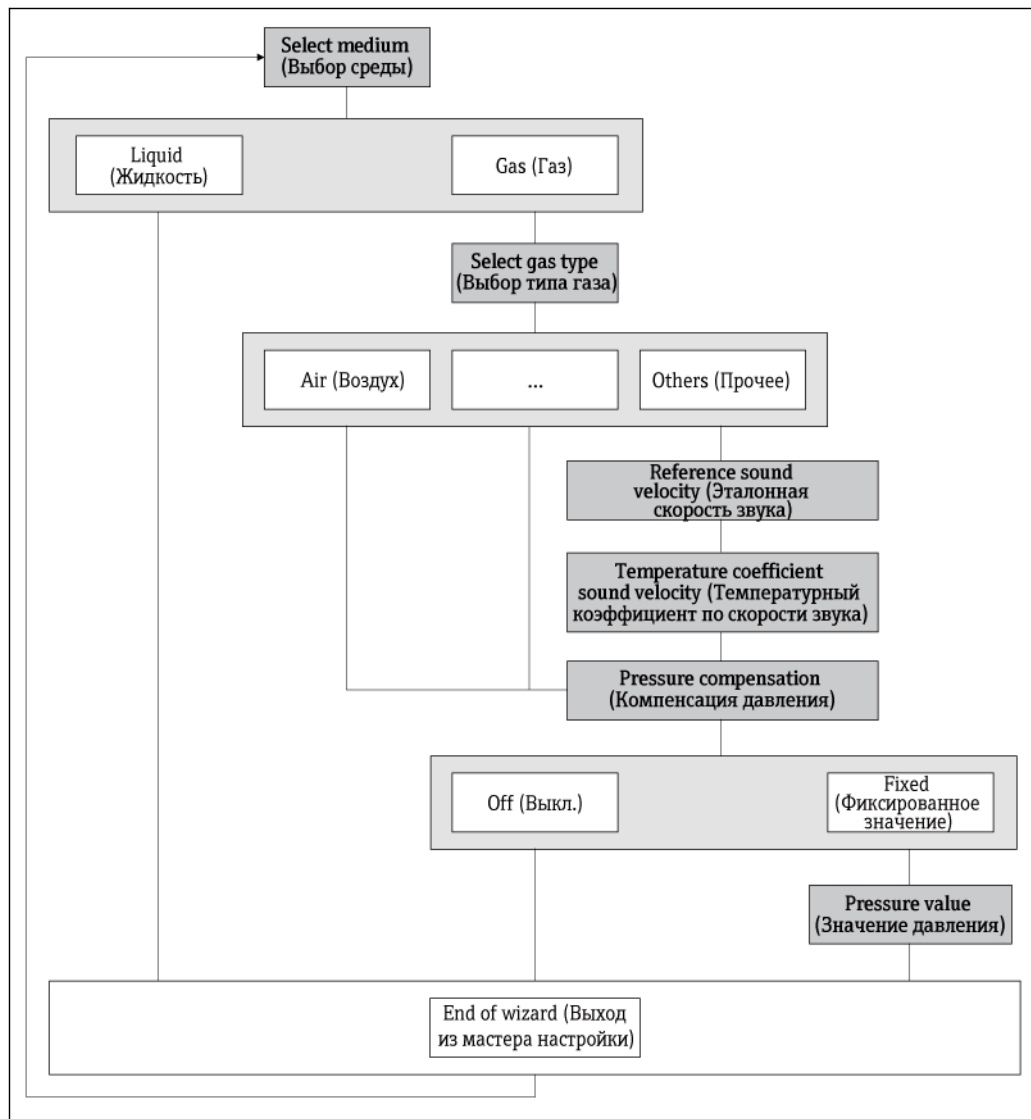 Select medium
(Выбор среды)
Liquid
(Жидкость)
Gas (Газ)
Select gas type
(Выбор типа газа)
Air (Воздух)
...
Others (Прочее)
Reference sound
velocity (Эталонная
скорость звука)
Temperature coefficient
sound velocity (Температурный
коэффициент по скорости звука)
Pressure compensation
(Компенсация давления)
Off (Выкл.)
Fixed
(Фиксированное
значение)
Pressure value
(Значение давления)
End of wizard (Выход
из мастера настройки)